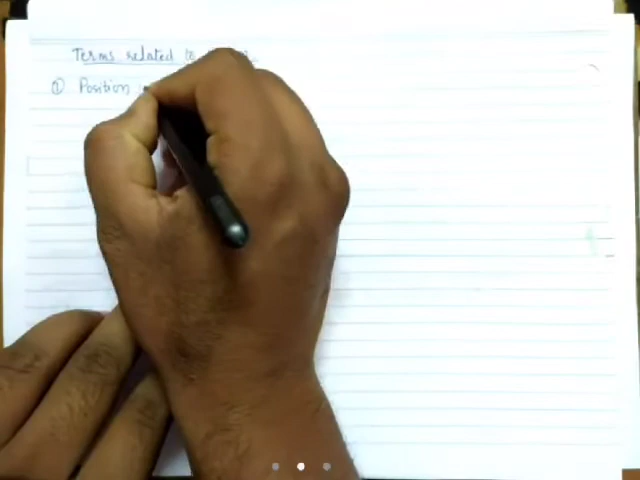 Terms related to
① Position